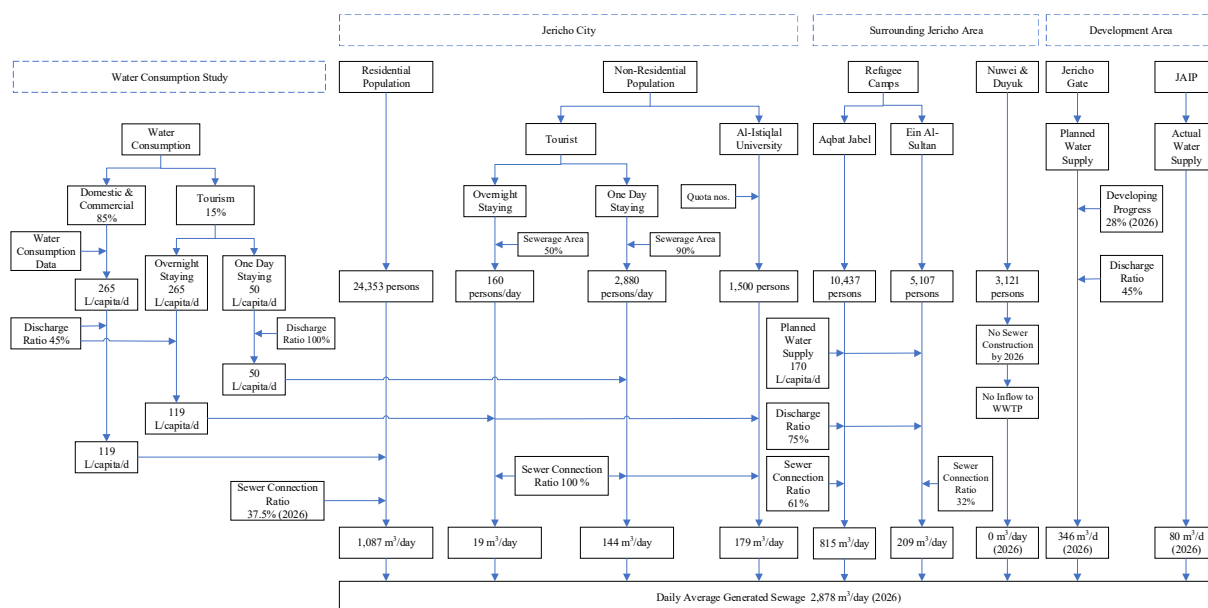 Jericho City
Surrounding Jericho Area
Development Area
Water Consumption Study
Residential
Population
Non-Residential
Population
Refugee
Camps
Nuwei &
Duyuk
Jericho
Gate
JAIP
Water
Consumption
Tourist
Al-Istiqlal
University
Aqbat Jabel
Ein Al-
Sultan
Planned
Water
Supply
Actual
Water
Supply
Domestic &
Commercial
85%
Tourism
15%
Overnight
Staying
One Day
Staying
Quota nos.
Developing
Progress
28% (2026)
Water
Consumption
Data
Overnight
Staying
265
L/capita/d
One Day
Staying
50
L/capita/d
Sewerage Area
50%
Sewerage Area
90%
265
L/capita/d
24,353 persons
160
persons/day
2,880
persons/day
1,500 persons
10,437
persons
5,107
persons
3,121
persons
Discharge
Ratio
45%
Discharge
Ratio 45%
Discharge
Ratio 100%
Planned
Water Supply
170
L/capita/d
No Sewer
Construction
by 2026
50
L/capita/d
No Inflow to
WWTP
119
L/capita/d
Discharge
Ratio
75%
119
L/capita/d
Sewer Connection
Ratio 100 %
Sewer
Connection
Ratio
61%
Sewer
Connection
Ratio
32%
Sewer Connection
Ratio
37.5% (2026)
1,087 m³/day
19 m³/day
144 m³/day
179 m³/day
815 m³/day
209 m³/day
0 m³/day
(2026)
346 m³/d
(2026)
80 m³/d
(2026)
Daily Average Generated Sewage 2,878 m³/day (2026)